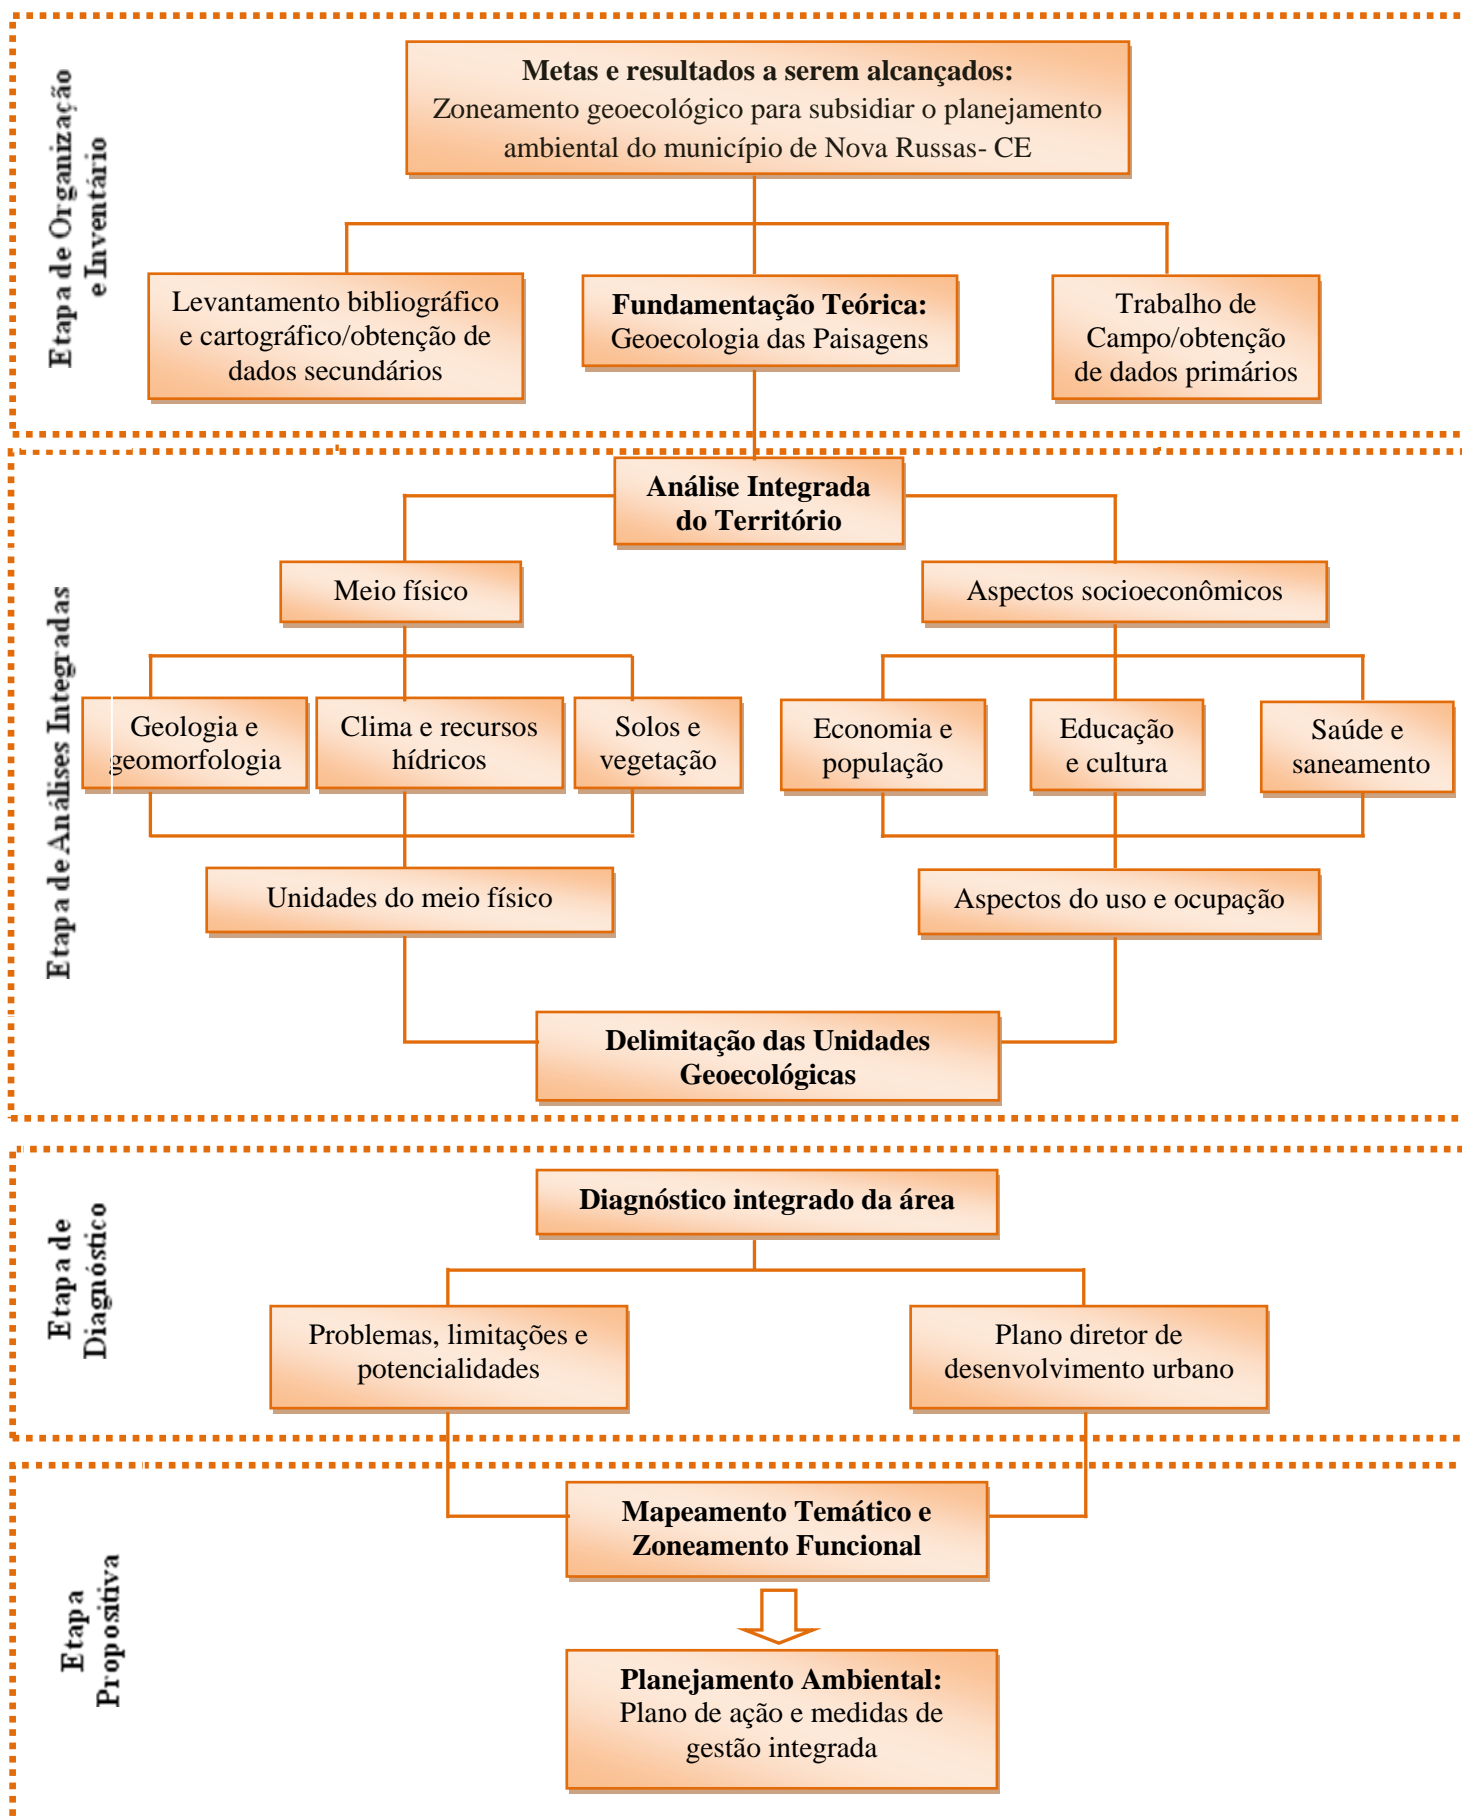 Etapa de Organização
e Inventário
Metas e resultados a serem alcançados:
Zoneamento geoecológico para subsidiar o planejamento
ambiental do município de Nova Russas- CE
Levantamento bibliográfico
e cartográfico/obtenção de
dados secundários
Fundamentação Teórica:
Geoecologia das Paisagens
Trabalho de
Campo/obtenção
de dados primários
Etapa de Análises Integradas
Análise Integrada
do Território
Meio físico
Aspectos socioeconômicos
Geologia e
geomorfologia
Clima e recursos
hídricos
Solos e
vegetação
Economia e
população
Educação
e cultura
Saúde e
saneamento
Unidades do meio físico
Aspectos do uso e ocupação
Delimitação das Unidades
Geoecológicas
Etapa de
Diagnóstico
Diagnóstico integrado da área
Problemas, limitações e
potencialidades
Plano diretor de
desenvolvimento urbano
Etapa
Propositiva
Mapeamento Temático e
Zoneamento Funcional
Planejamento Ambiental:
Plano de ação e medidas de
gestão integrada